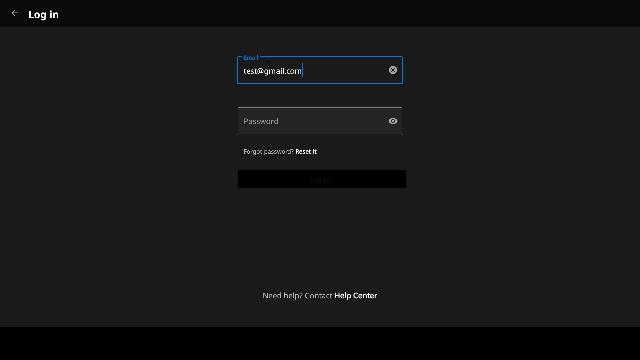 Log in
Email
test@gmail.com
Password
Forgot password? Reset it
Log in
Need help? Contact Help Center